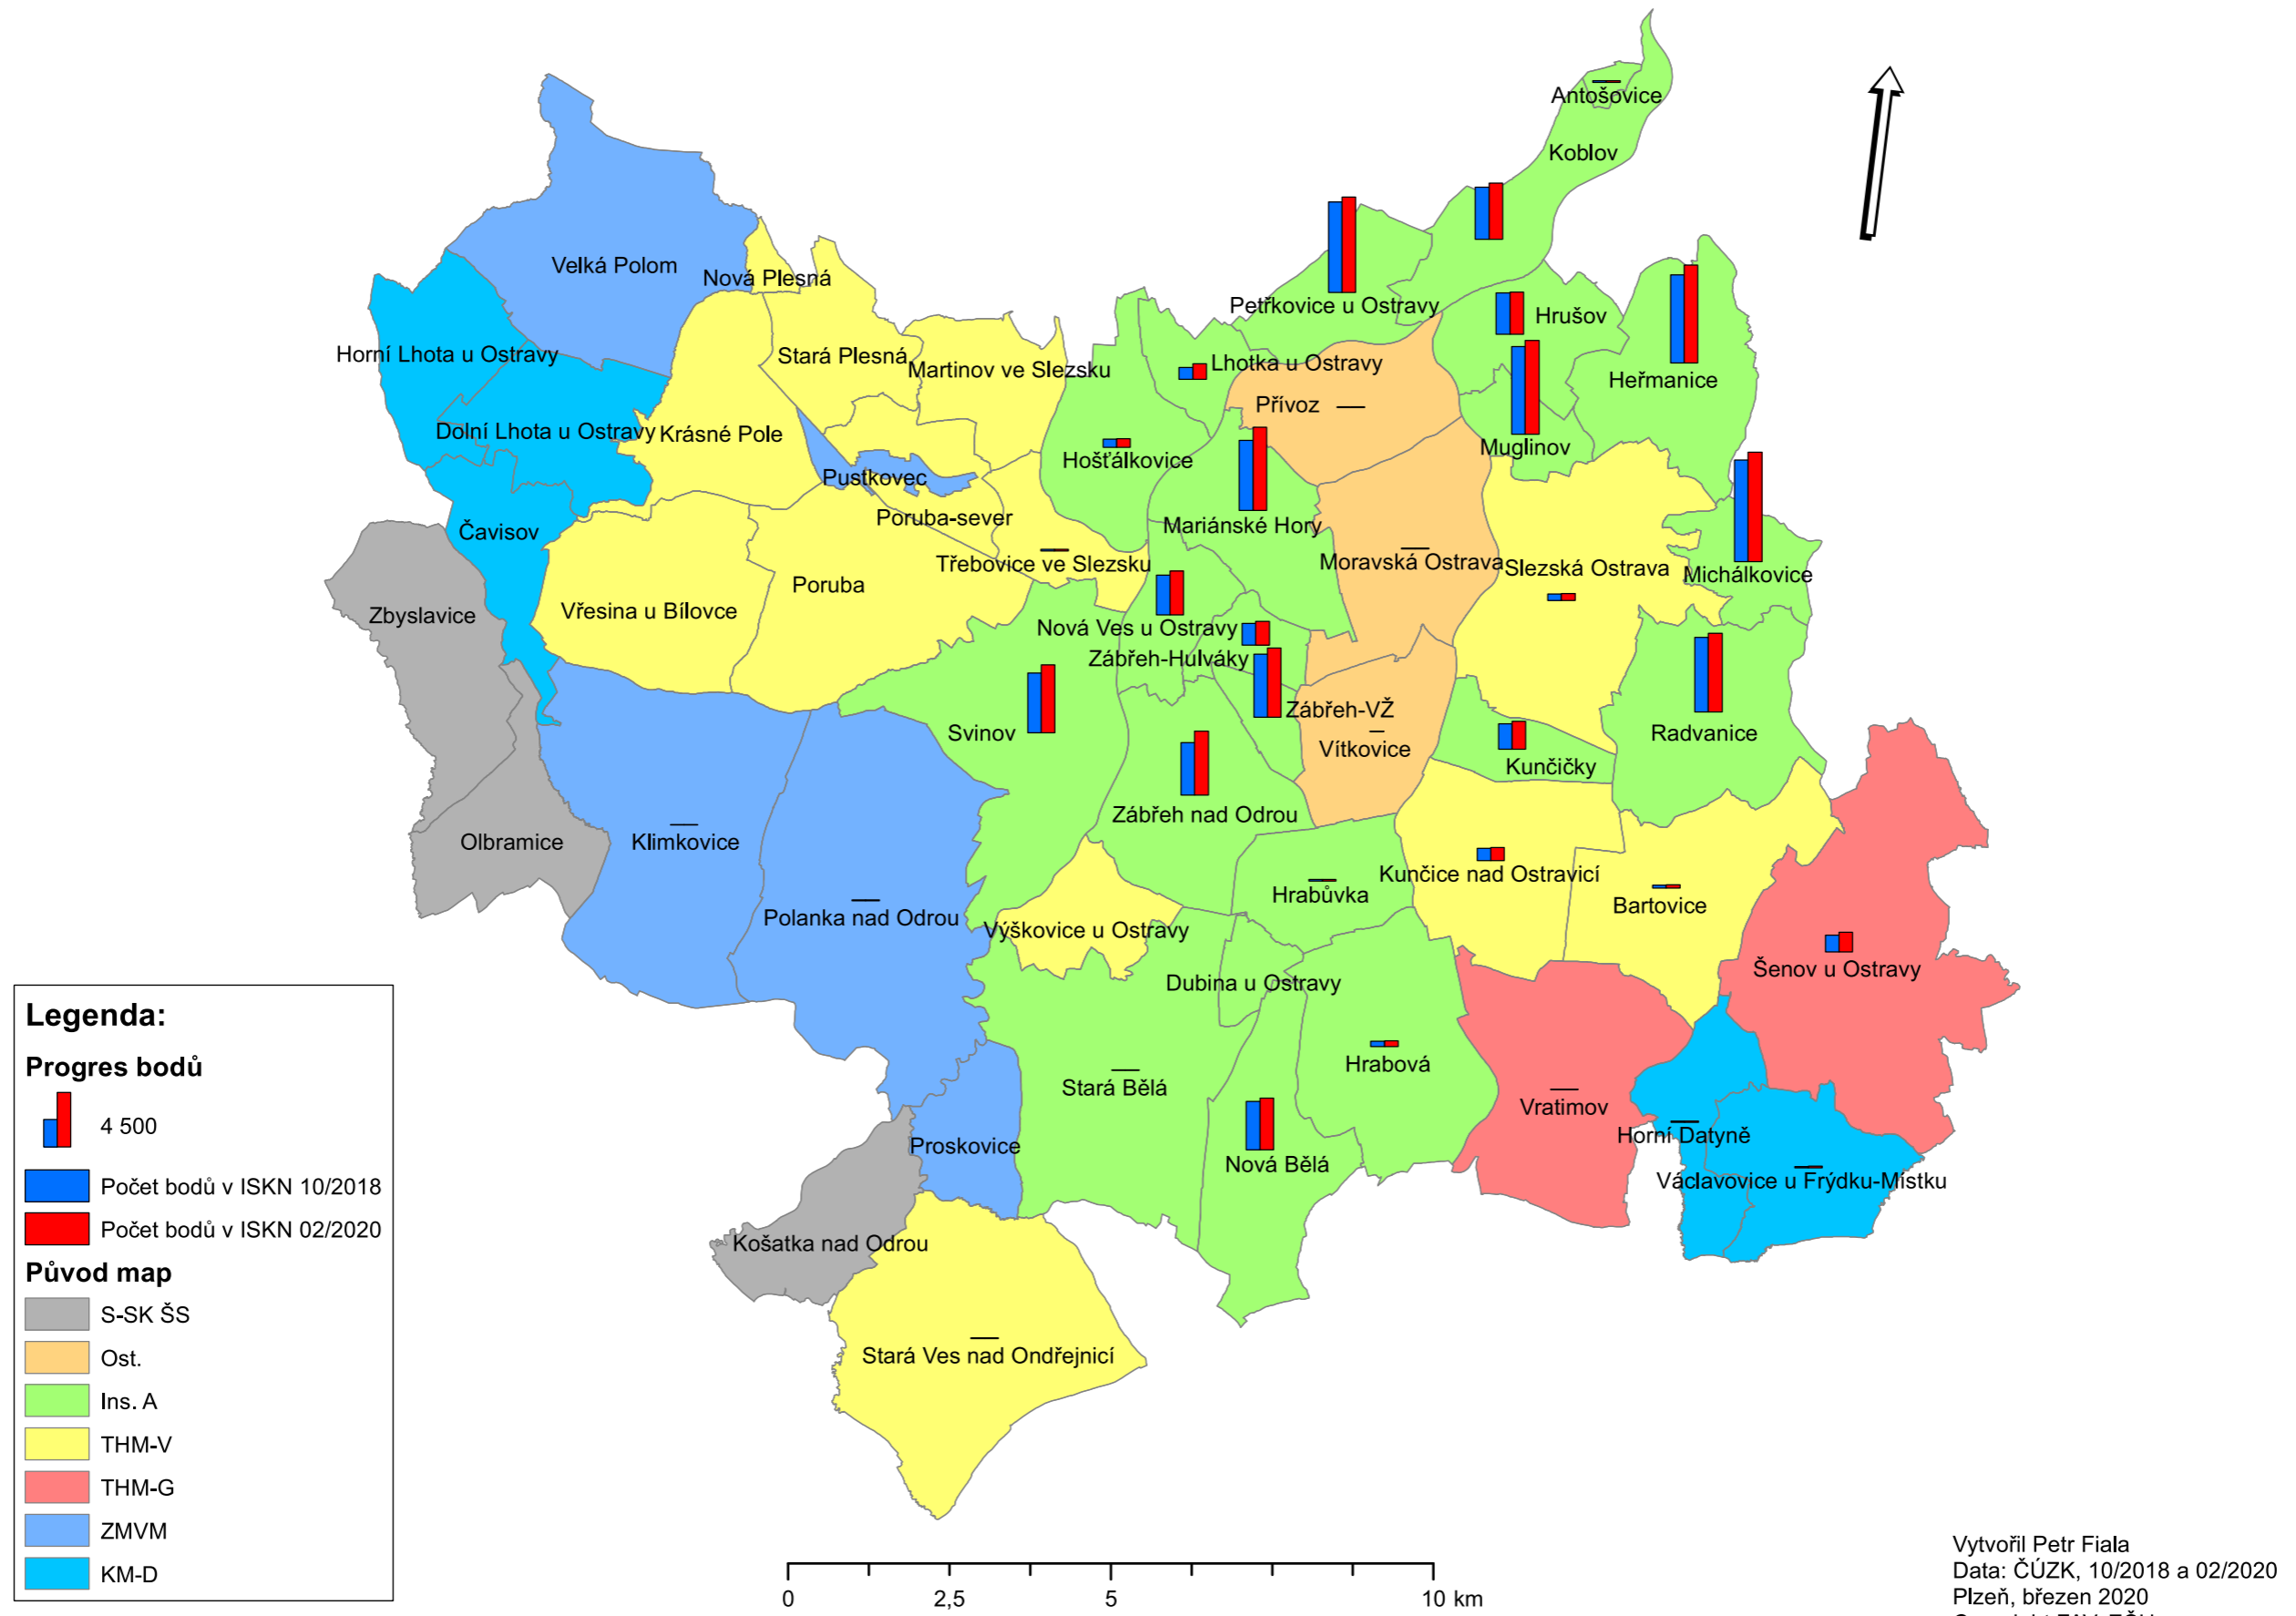 Antošovice
Koblov
Velká Polom
Nová Plesná
Petřkovice u Ostravy
Hrušov
Horní Lhota u Ostravy
Stará Plesná
Martinov ve Slezsku
Lhotka u Ostravy
Heřmanice
Přívoz
Dolní Lhota u Ostravy
Krásné Pole
Muglinov
Hošťálkovice
Pustkovec
Poruba-sever
Mariánské Hory
Čavisov
Třebovice ve Slezsku
Moravská Ostrava
Slezská Ostrava
Michálkovice
Zbyslavice
Vřesina u Bílovce
Poruba
Nová Ves u Ostravy
Zábřeh-Hulváky
Svinov
Zábřeh-VŽ
Vítkovice
Radvanice
Kunčičky
Zábřeh nad Odrou
Olbramice
Klimkovice
Kunčice nad Ostravicí
Hrabůvka
Bartovice
Polanka nad Odrou
Výškovice u Ostravy
Šenov u Ostravy
Dubina u Ostravy
Hrabová
Stará Bělá
Vratimov
Horní Datyně
Proskovice
Nová Bělá
Václavovice u Frýdku-Místku
Košatka nad Odrou
Stará Ves nad Ondřejnicí
Legenda:
Progres bodů
4 500
Počet bodů v ISKN 10/2018
Počet bodů v ISKN 02/2020
Původ map
S-SK ŠS
Ost.
Ins. A
THM-V
THM-G
ZMVM
KM-D
0 2,5 5 10 km
Vytvořil Petr Fiala
Data: ČÚZK, 10/2018 a 02/2020
Plzeň, březen 2020